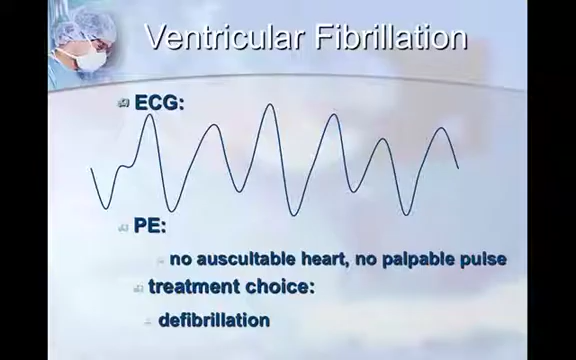 Ventricular Fibrillation
ECG:
PE:
no auscultable heart, no palpable pulse
treatment choice:
defibrillation